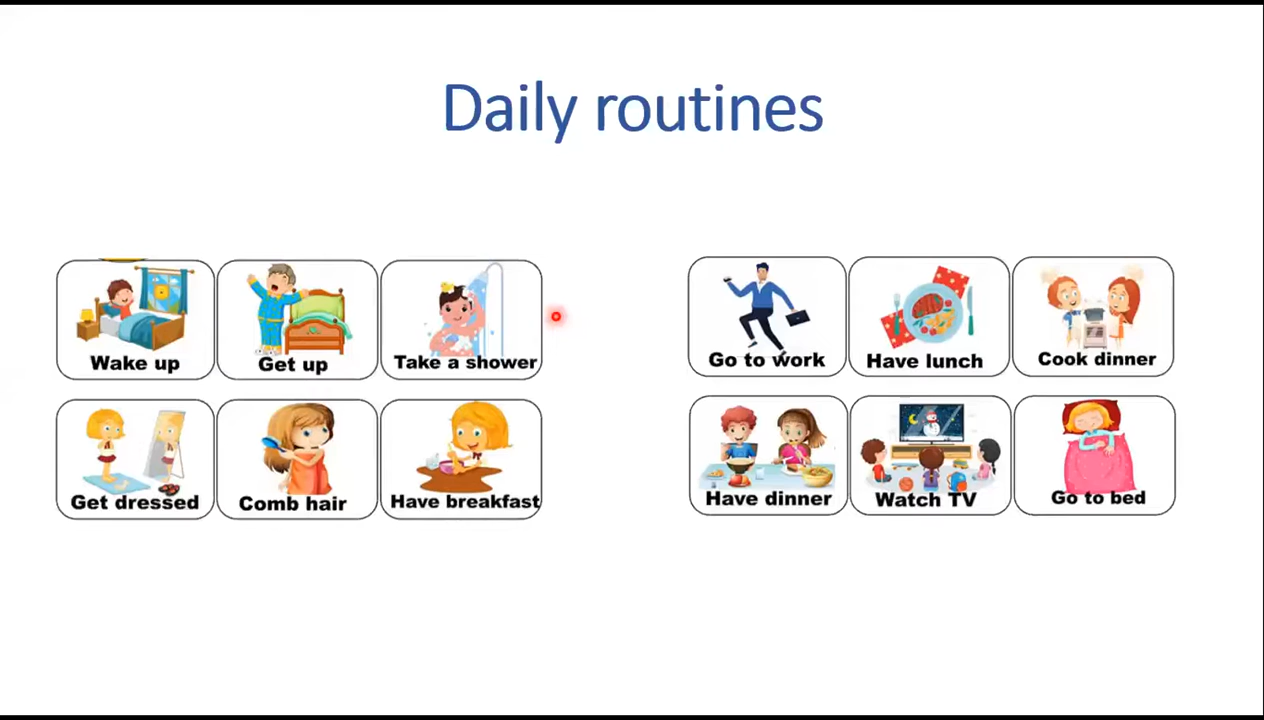 Daily routines
Wake up
Get up
Take a shower
Get dressed
Comb hair
Have breakfast
Go to work
Have lunch
Cook dinner
Have dinner
Watch TV
Go to bed